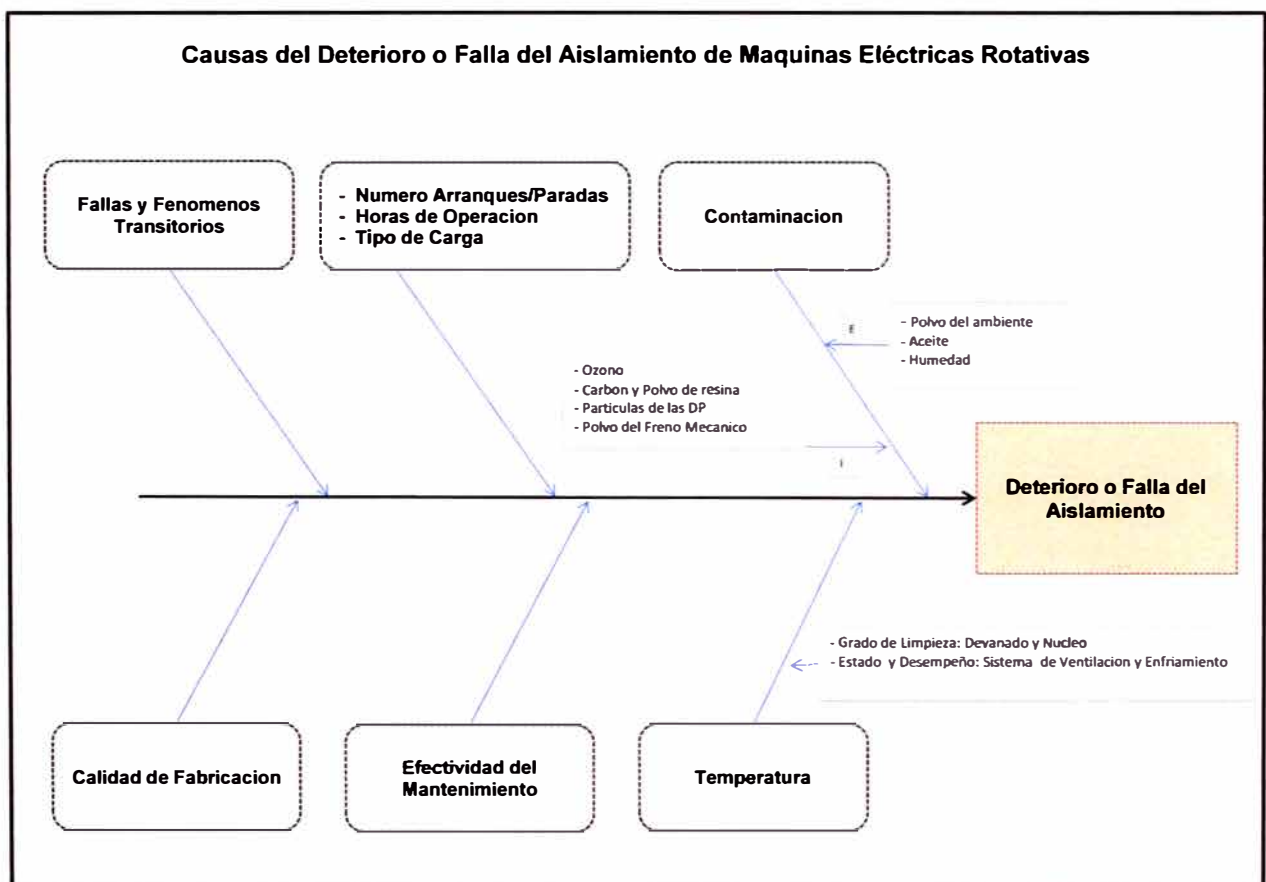 Causas del Deterioro o Falla del Aislamiento de Maquinas Eléctricas Rotativas
Fallas y Fenomenos
Transitorios
- Numero Arranques/Paradas
- Horas de Operacion
- Tipo de Carga
Contaminacion
E
- Polvo del ambiente
- Aceite
- Humedad
- Ozono
- Carbon y Polvo de resina
- Particulas de las DP
- Polvo del Freno Mecanico
I
Deterioro o Falla del
Aislamiento
- Grado de Limpieza: Devanado y Nucleo
- Estado y Desempeño: Sistema de Ventilacion y Enfriamiento
Calidad de Fabricacion
Efectividad del
Mantenimiento
Temperatura